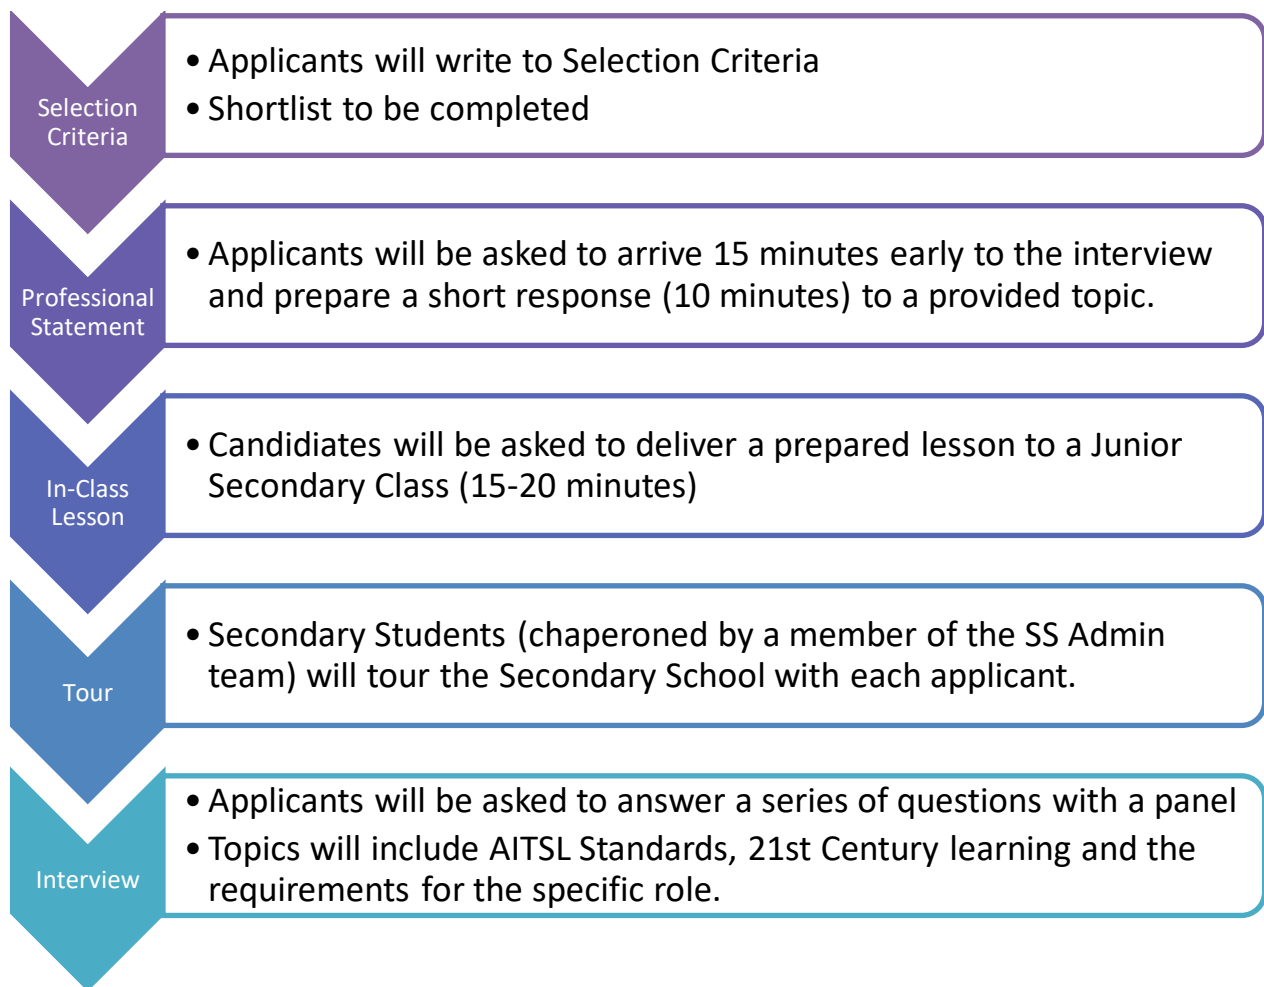 Selection
Criteria
• Applicants will write to Selection Criteria
• Shortlist to be completed
Professional
Statement
• Applicants will be asked to arrive 15 minutes early to the interview
and prepare a short response (10 minutes) to a provided topic.
In-Class
Lesson
• Candidiates will be asked to deliver a prepared lesson to a Junior
Secondary Class (15-20 minutes)
Tour
• Secondary Students (chaperoned by a member of the SS Admin
team) will tour the Secondary School with each applicant.
Interview
• Applicants will be asked to answer a series of questions with a panel
• Topics will include AITSL Standards, 21st Century learning and the
requirements for the specific role.